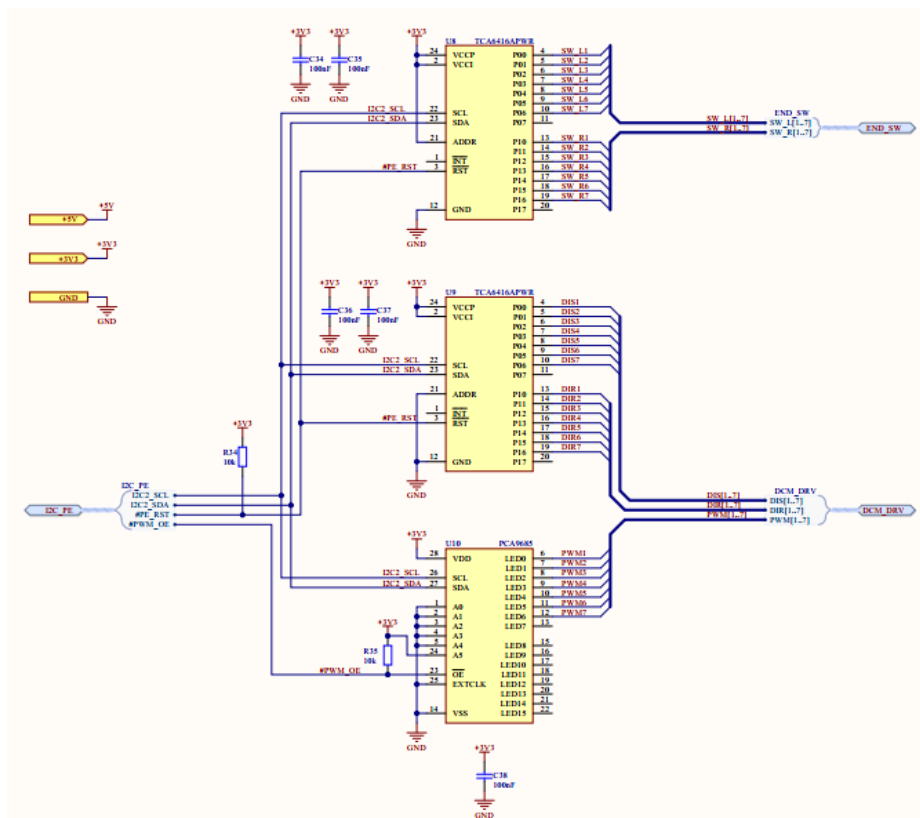 +3V3 +3V3 +3V3
C34 100nF
C35 100nF
GND GND
U8 TCA6416APWR
24 VCCP P00 4 SW_L1
2 VCCI P01 5 SW_L2
P02 6 SW_L3
P03 7 SW_L4
P04 8 SW_L5
P05 9 SW_L6
I2C2_SCL 22 SCL P06 10 SW_L7
I2C2_SDA 23 SDA P07 11
21 ADDR P10 13 SW_R1
P11 14 SW_R2
1 INT P12 15 SW_R3
#PE_RST 3 RST P13 16 SW_R4
P14 17 SW_R5
P15 18 SW_R6
P16 19 SW_R7
12 GND P17 20
GND
END_SW
SW_L[1..7] SW_L[1..7]
SW_R[1..7] SW_R[1..7]
END_SW
+5V +5V
+3V3 +3V3
GND GND
+3V3 +3V3 +3V3
C36 100nF
C37 100nF
GND GND
U9 TCA6416APWR
24 VCCP P00 4 DIS1
2 VCCI P01 5 DIS2
P02 6 DIS3
P03 7 DIS4
P04 8 DIS5
P05 9 DIS6
I2C2_SCL 22 SCL P06 10 DIS7
I2C2_SDA 23 SDA P07 11
21 ADDR P10 13 DIR1
P11 14 DIR2
1 INT P12 15 DIR3
#PE_RST 3 RST P13 16 DIR4
P14 17 DIR5
P15 18 DIR6
P16 19 DIR7
12 GND P17 20
GND
+3V3
R34
10k
I2C_PE
I2C_PE
I2C2_SCL
I2C2_SDA
#PE_RST
#PWM_OE
DCM_DRV
DIS[1..7] DIS[1..7]
DIR[1..7] DIR[1..7]
PWM[1..7] PWM[1..7]
DCM_DRV
+3V3
U10 PCA9685
28 VDD LED0 6 PWM1
LED1 7 PWM2
I2C2_SCL 26 SCL LED2 8 PWM3
I2C2_SDA 27 SDA LED3 9 PWM4
LED4 10 PWM5
1 A0 LED5 11 PWM6
2 A1 LED6 12 PWM7
3 A2 LED7 13
4 A3
5 A4 LED8 15
24 A5 LED9 16
LED10 17
#PWM_OE 23 OE LED11 18
25 EXTCLK LED12 19
LED13 20
LED14 21
14 VSS LED15 22
+3V3
R35
10k
GND
+3V3
C38
100nF
GND